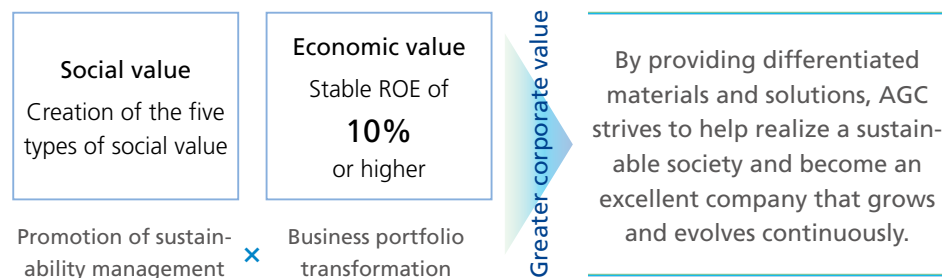 Social value
Creation of the five
types of social value
Economic value
Stable ROE of
10%
or higher
Promotion of sustain-
ability management
×
Business portfolio
transformation
Greater corporate value
By providing differentiated
materials and solutions, AGC
strives to help realize a sustain-
able society and become an
excellent company that grows
and evolves continuously.